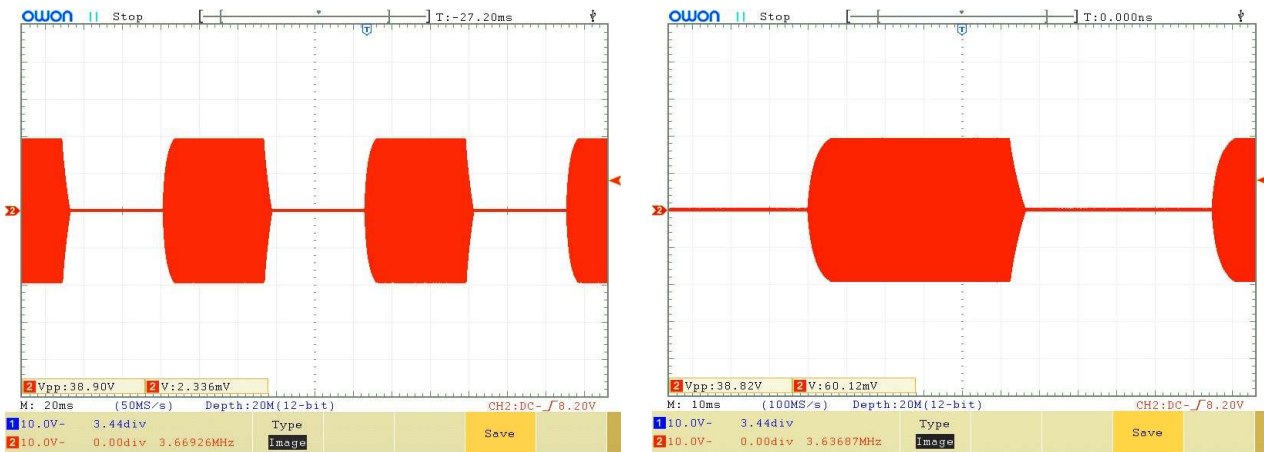 OWON || Stop T:-27.20ms
T
2
2 Vpp:38.90V 2 V:2.336mV
M: 20ms (50MS/s) Depth:20M(12-bit) CH2:DC-8.20V
1 10.0V- 3.44div Type
2 10.0V- 0.00div 3.66926MHz Image Save
OWON || Stop T:0.000ns
T
2
2 Vpp:38.82V 2 V:60.12mV
M: 10ms (100MS/s) Depth:20M(12-bit) CH2:DC-8.20V
1 10.0V- 3.44div Type
2 10.0V- 0.00div 3.63687MHz Image Save